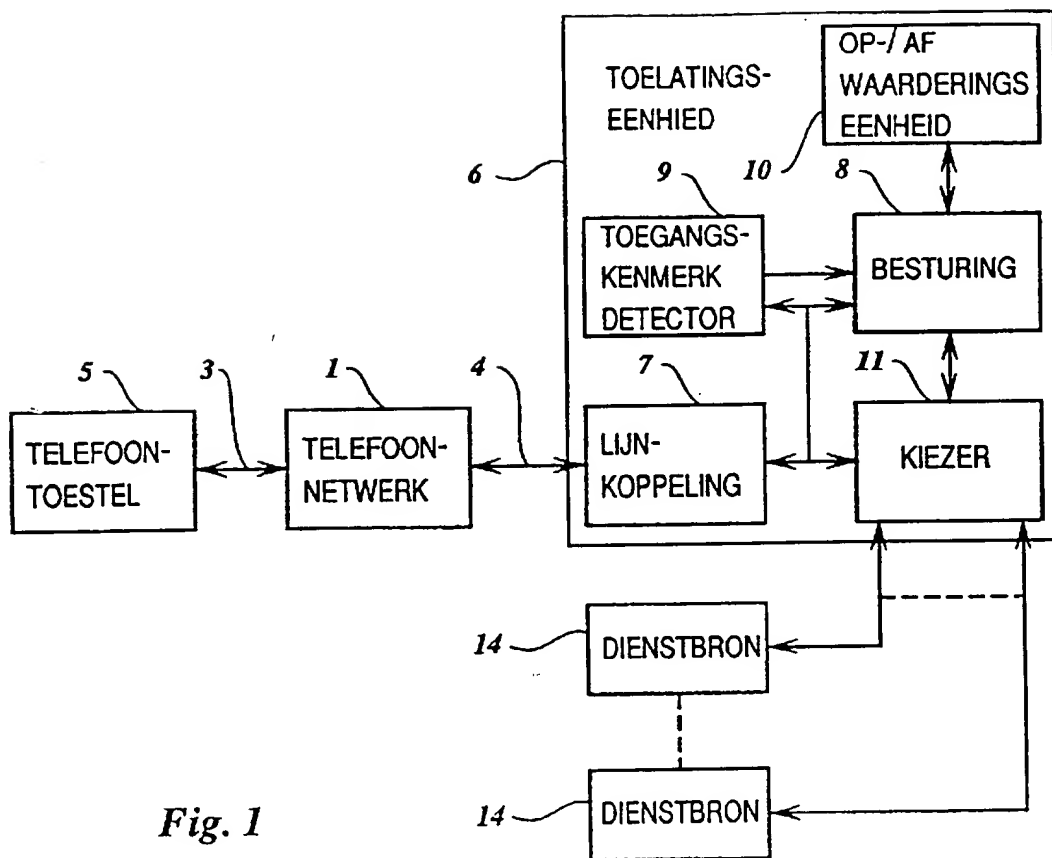 OP-/ AF
WAARDERINGS
EENHEID
TOELATINGS-
EENHIED
6
10
9
8
TOEGANGS-
KENMERK
DETECTOR
BESTURING
5
3
1
4
7
11
TELEFOON-
TOESTEL
TELEFOON-
NETWERK
LIJN-
KOPPELING
KIEZER
14
DIENSTBRON
14
DIENSTBRON
Fig. 1